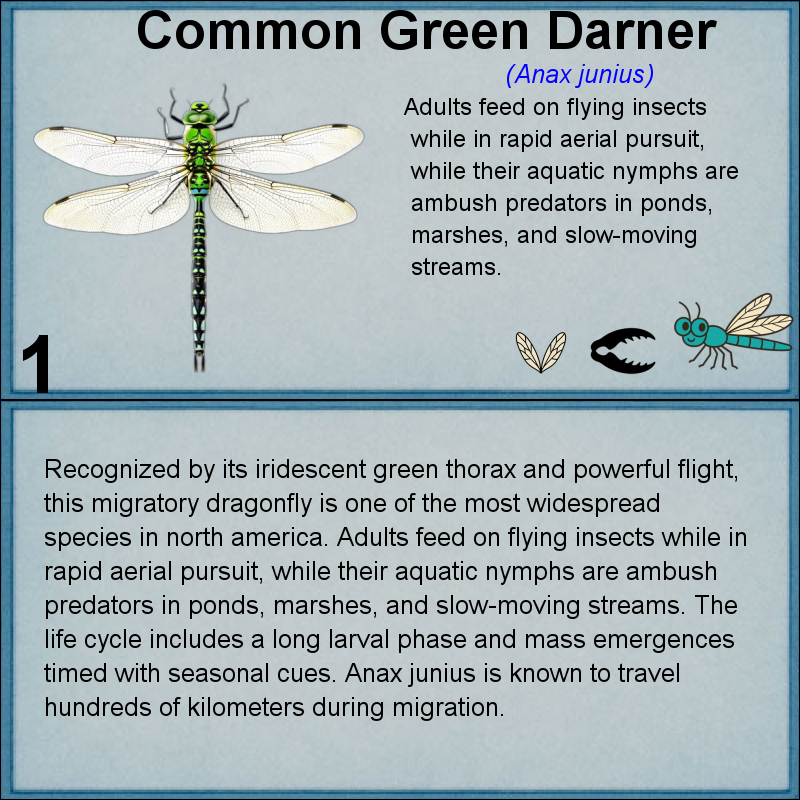 Common Green Darner
(Anax junius)
Adults feed on flying insects
while in rapid aerial pursuit,
while their aquatic nymphs are
ambush predators in ponds,
marshes, and slow-moving
streams.
1
Recognized by its iridescent green thorax and powerful flight,
this migratory dragonfly is one of the most widespread
species in north america. Adults feed on flying insects while in
rapid aerial pursuit, while their aquatic nymphs are ambush
predators in ponds, marshes, and slow-moving streams. The
life cycle includes a long larval phase and mass emergences
timed with seasonal cues. Anax junius is known to travel
hundreds of kilometers during migration.